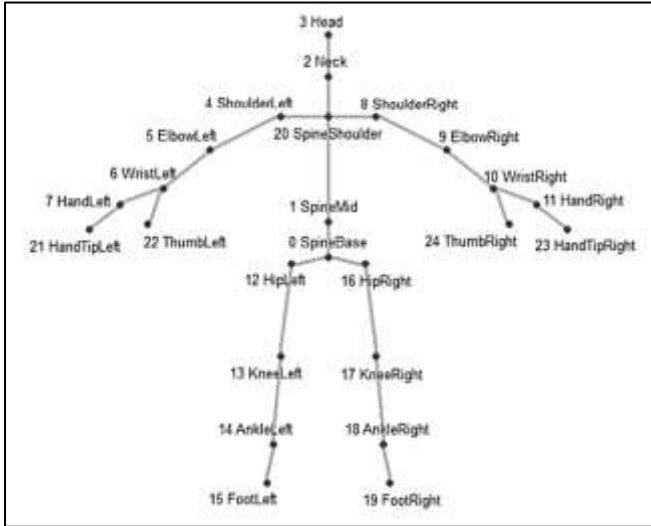 3 Head
2 Neck
4 ShoulderLeft
8 ShoulderRight
20 SpineShoulder
5 ElbowLeft
9 ElbowRight
6 WristLeft
10 WristRight
7 HandLeft
11 HandRight
21 HandTipLeft
22 ThumbLeft
24 ThumbRight
23 HandTipRight
1 SpineMid
0 SpineBase
12 HipLeft
16 HipRight
13 KneeLeft
17 KneeRight
14 AnkleLeft
18 AnkleRight
15 FootLeft
19 FootRight